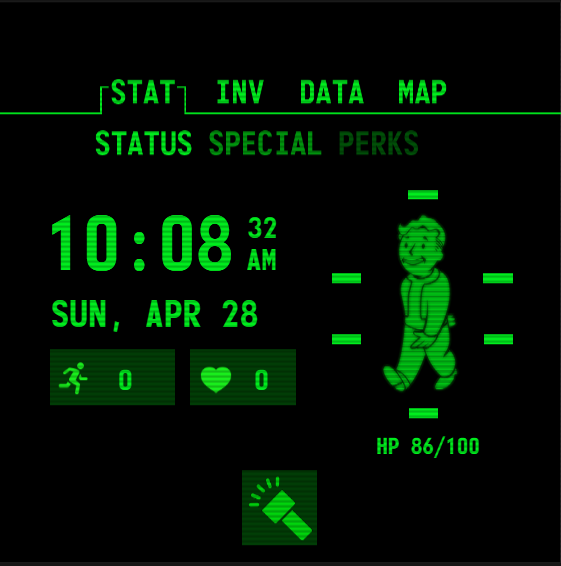 STAT INV DATA MAP
STATUS SPECIAL PERKS
10:08 32 AM
SUN, APR 28
0 0
HP 86/100